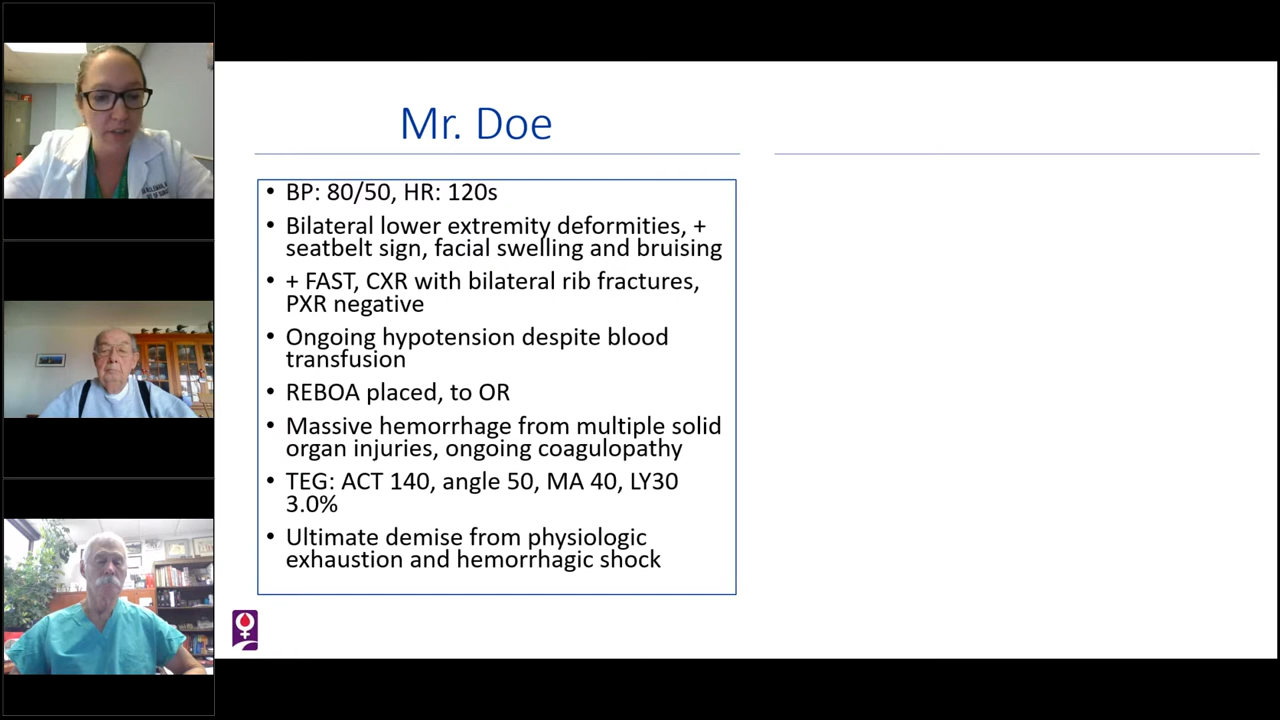 Mr. Doe
• BP: 80/50, HR: 120s
• Bilateral lower extremity deformities, +
seatbelt sign, facial swelling and bruising
• + FAST, CXR with bilateral rib fractures,
PXR negative
• Ongoing hypotension despite blood
transfusion
• REBOA placed, to OR
• Massive hemorrhage from multiple solid
organ injuries, ongoing coagulopathy
• TEG: ACT 140, angle 50, MA 40, LY30
3.0%
• Ultimate demise from physiologic
exhaustion and hemorrhagic shock